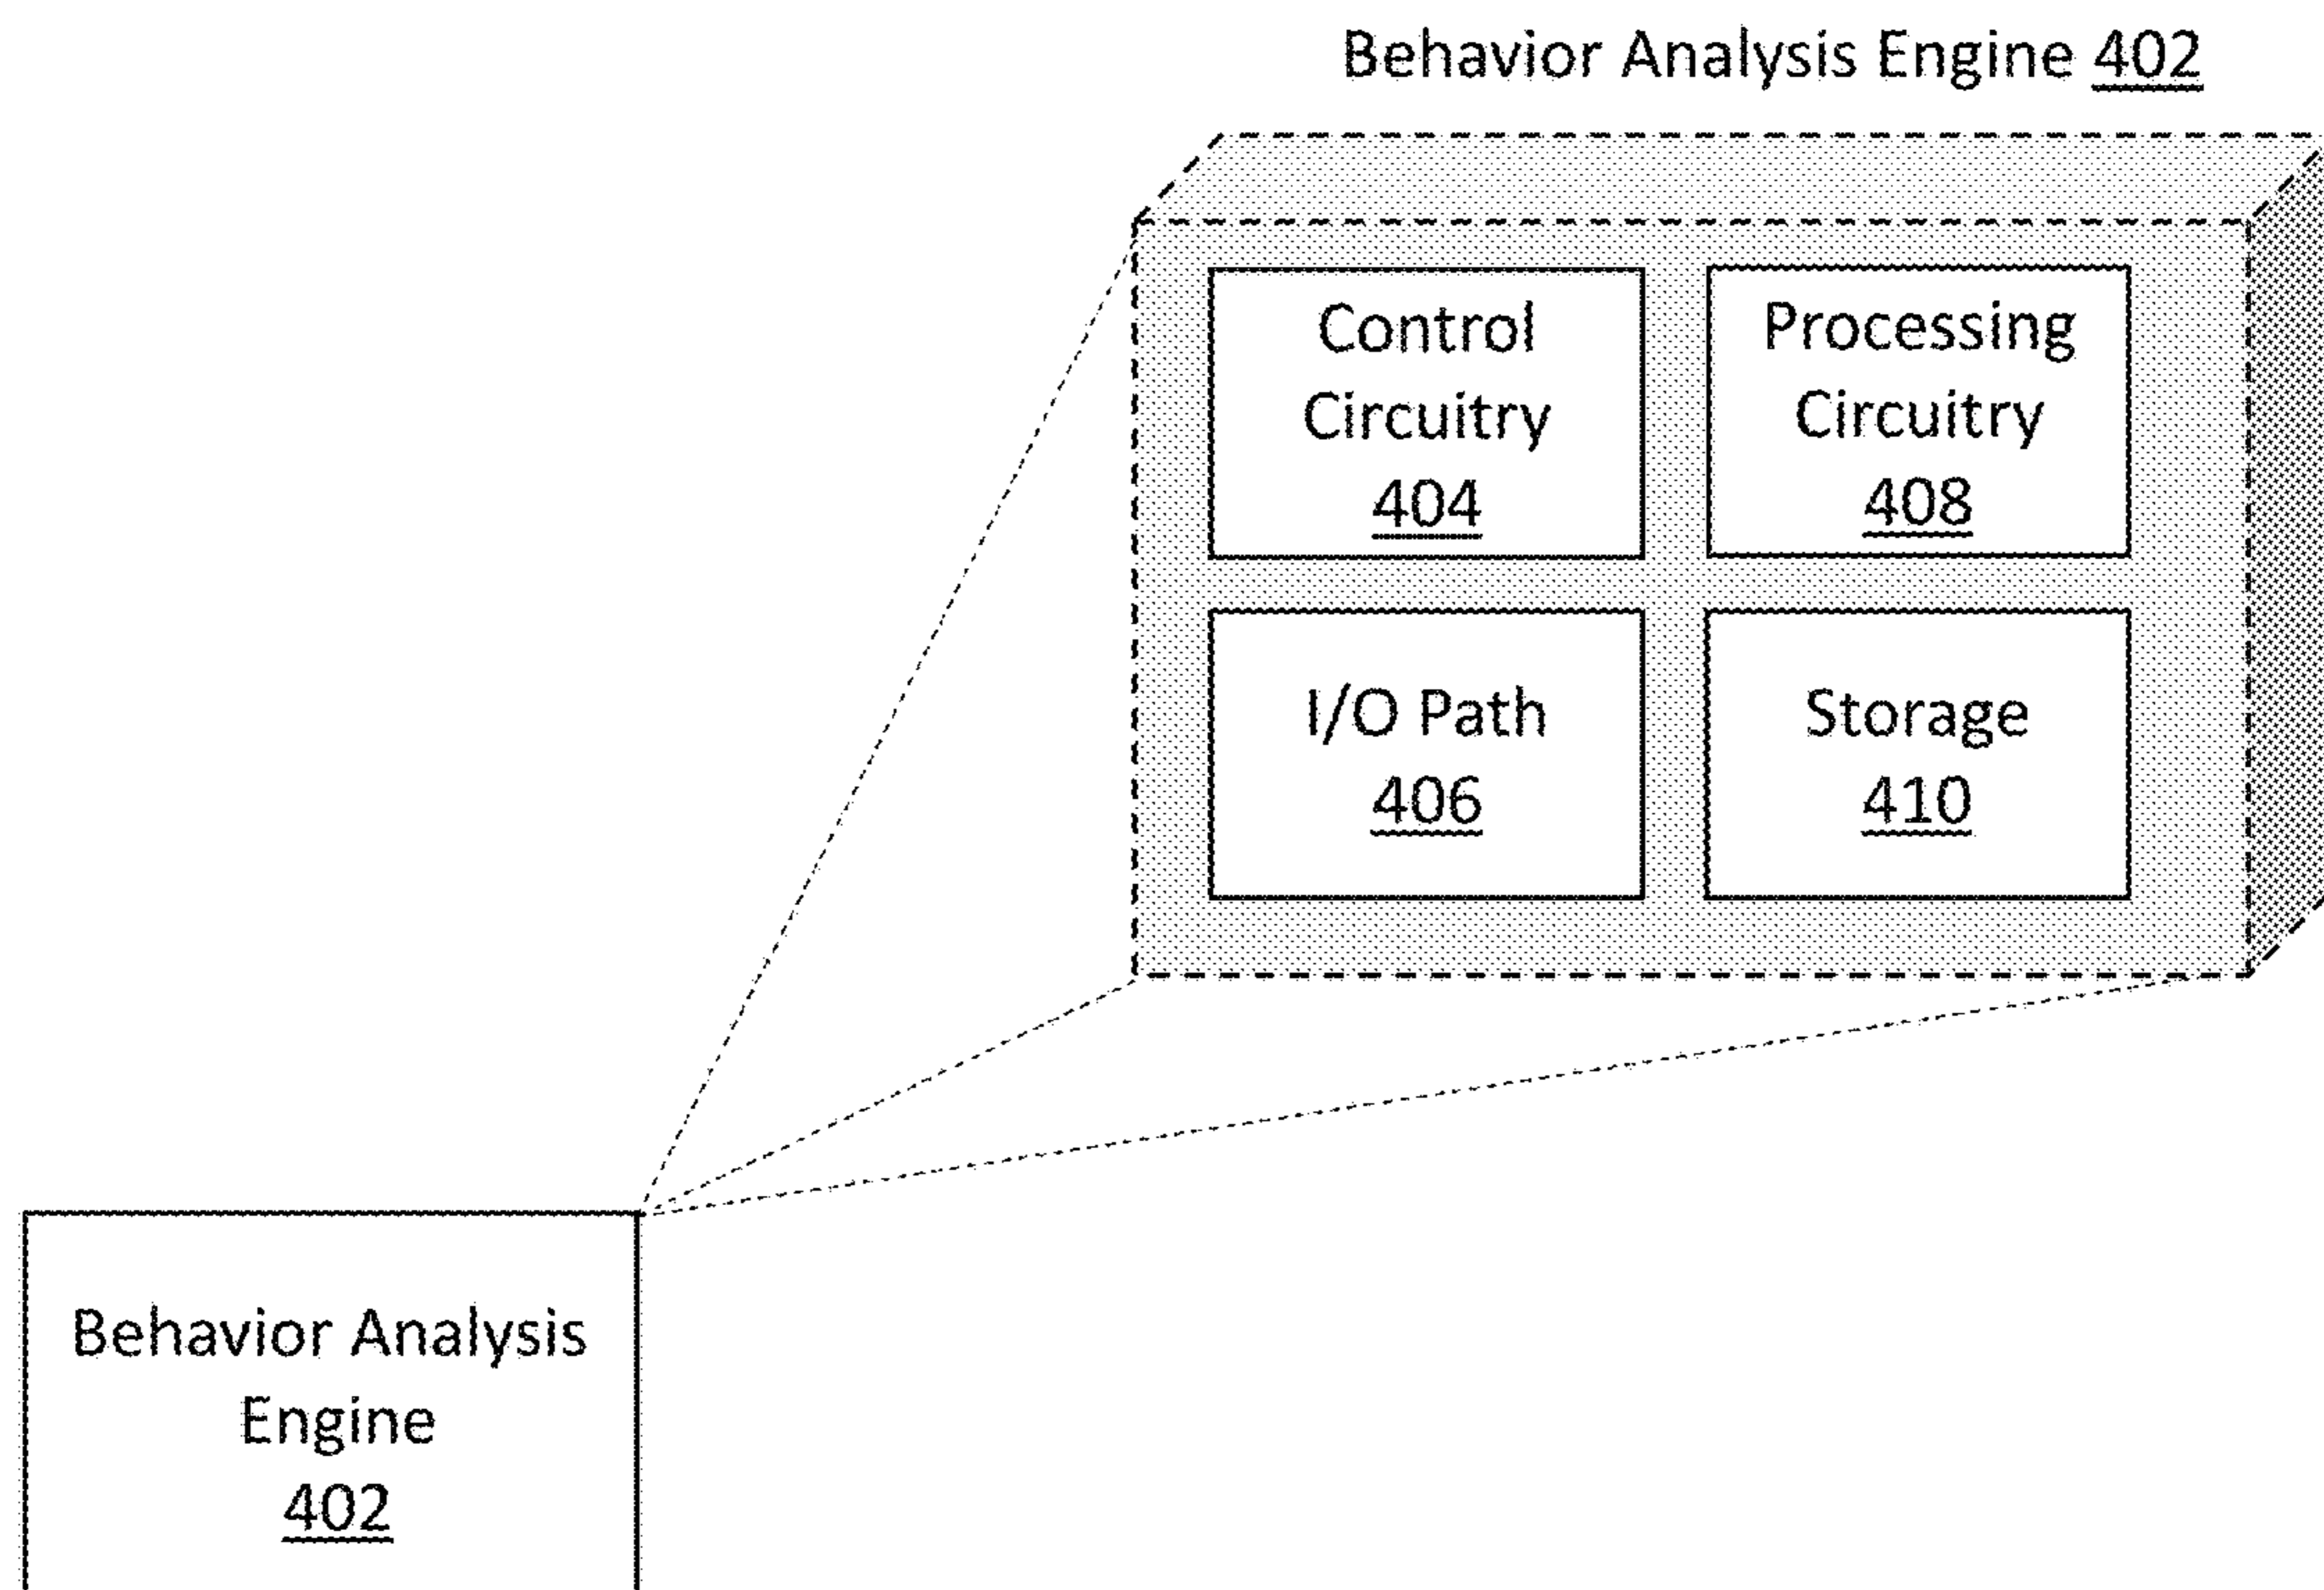 Behavior Analysis Engine 402
Control
Circuitry
404
Processing
Circuitry
408
I/O Path
406
Storage
410
Behavior Analysis
Engine
402